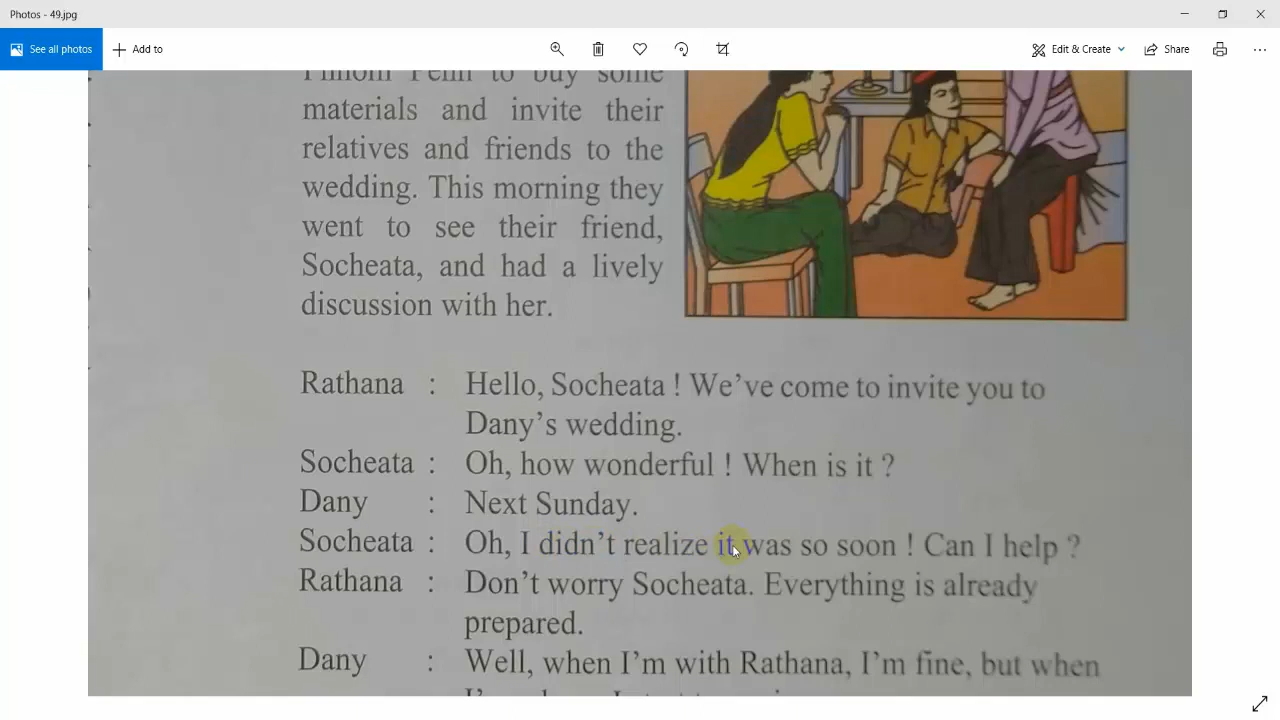 Photos - 49.jpg
See all photos
Add to
Edit & Create
Share
to buy some
materials and invite their
relatives and friends to the
wedding. This morning they
went to see their friend,
Socheata, and had a lively
discussion with her.
Rathana : Hello, Socheata ! We've come to invite you to
Dany's wedding.
Socheata : Oh, how wonderful ! When is it ?
Dany : Next Sunday.
Socheata : Oh, I didn't realize it was so soon ! Can I help ?
Rathana : Don't worry Socheata. Everything is already
prepared.
Dany : Well, when I'm with Rathana, I'm fine, but when